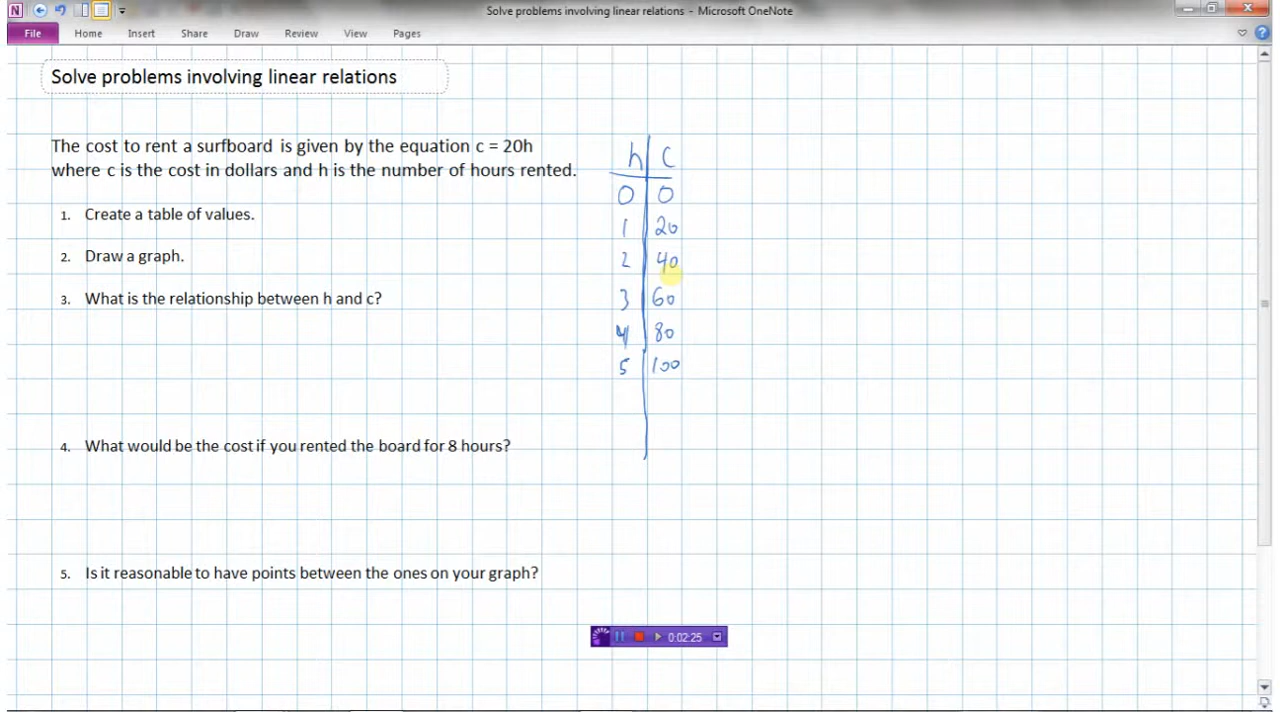 Solve problems involving linear relations - Microsoft OneNote
File Home Insert Share Draw Review View Pages
Solve problems involving linear relations
The cost to rent a surfboard is given by the equation c = 20h
where c is the cost in dollars and h is the number of hours rented.
1. Create a table of values.
2. Draw a graph.
3. What is the relationship between h and c?
4. What would be the cost if you rented the board for 8 hours?
5. Is it reasonable to have points between the ones on your graph?
h C
0 0
1 20
2 40
3 60
4 80
5 100
0:02:25